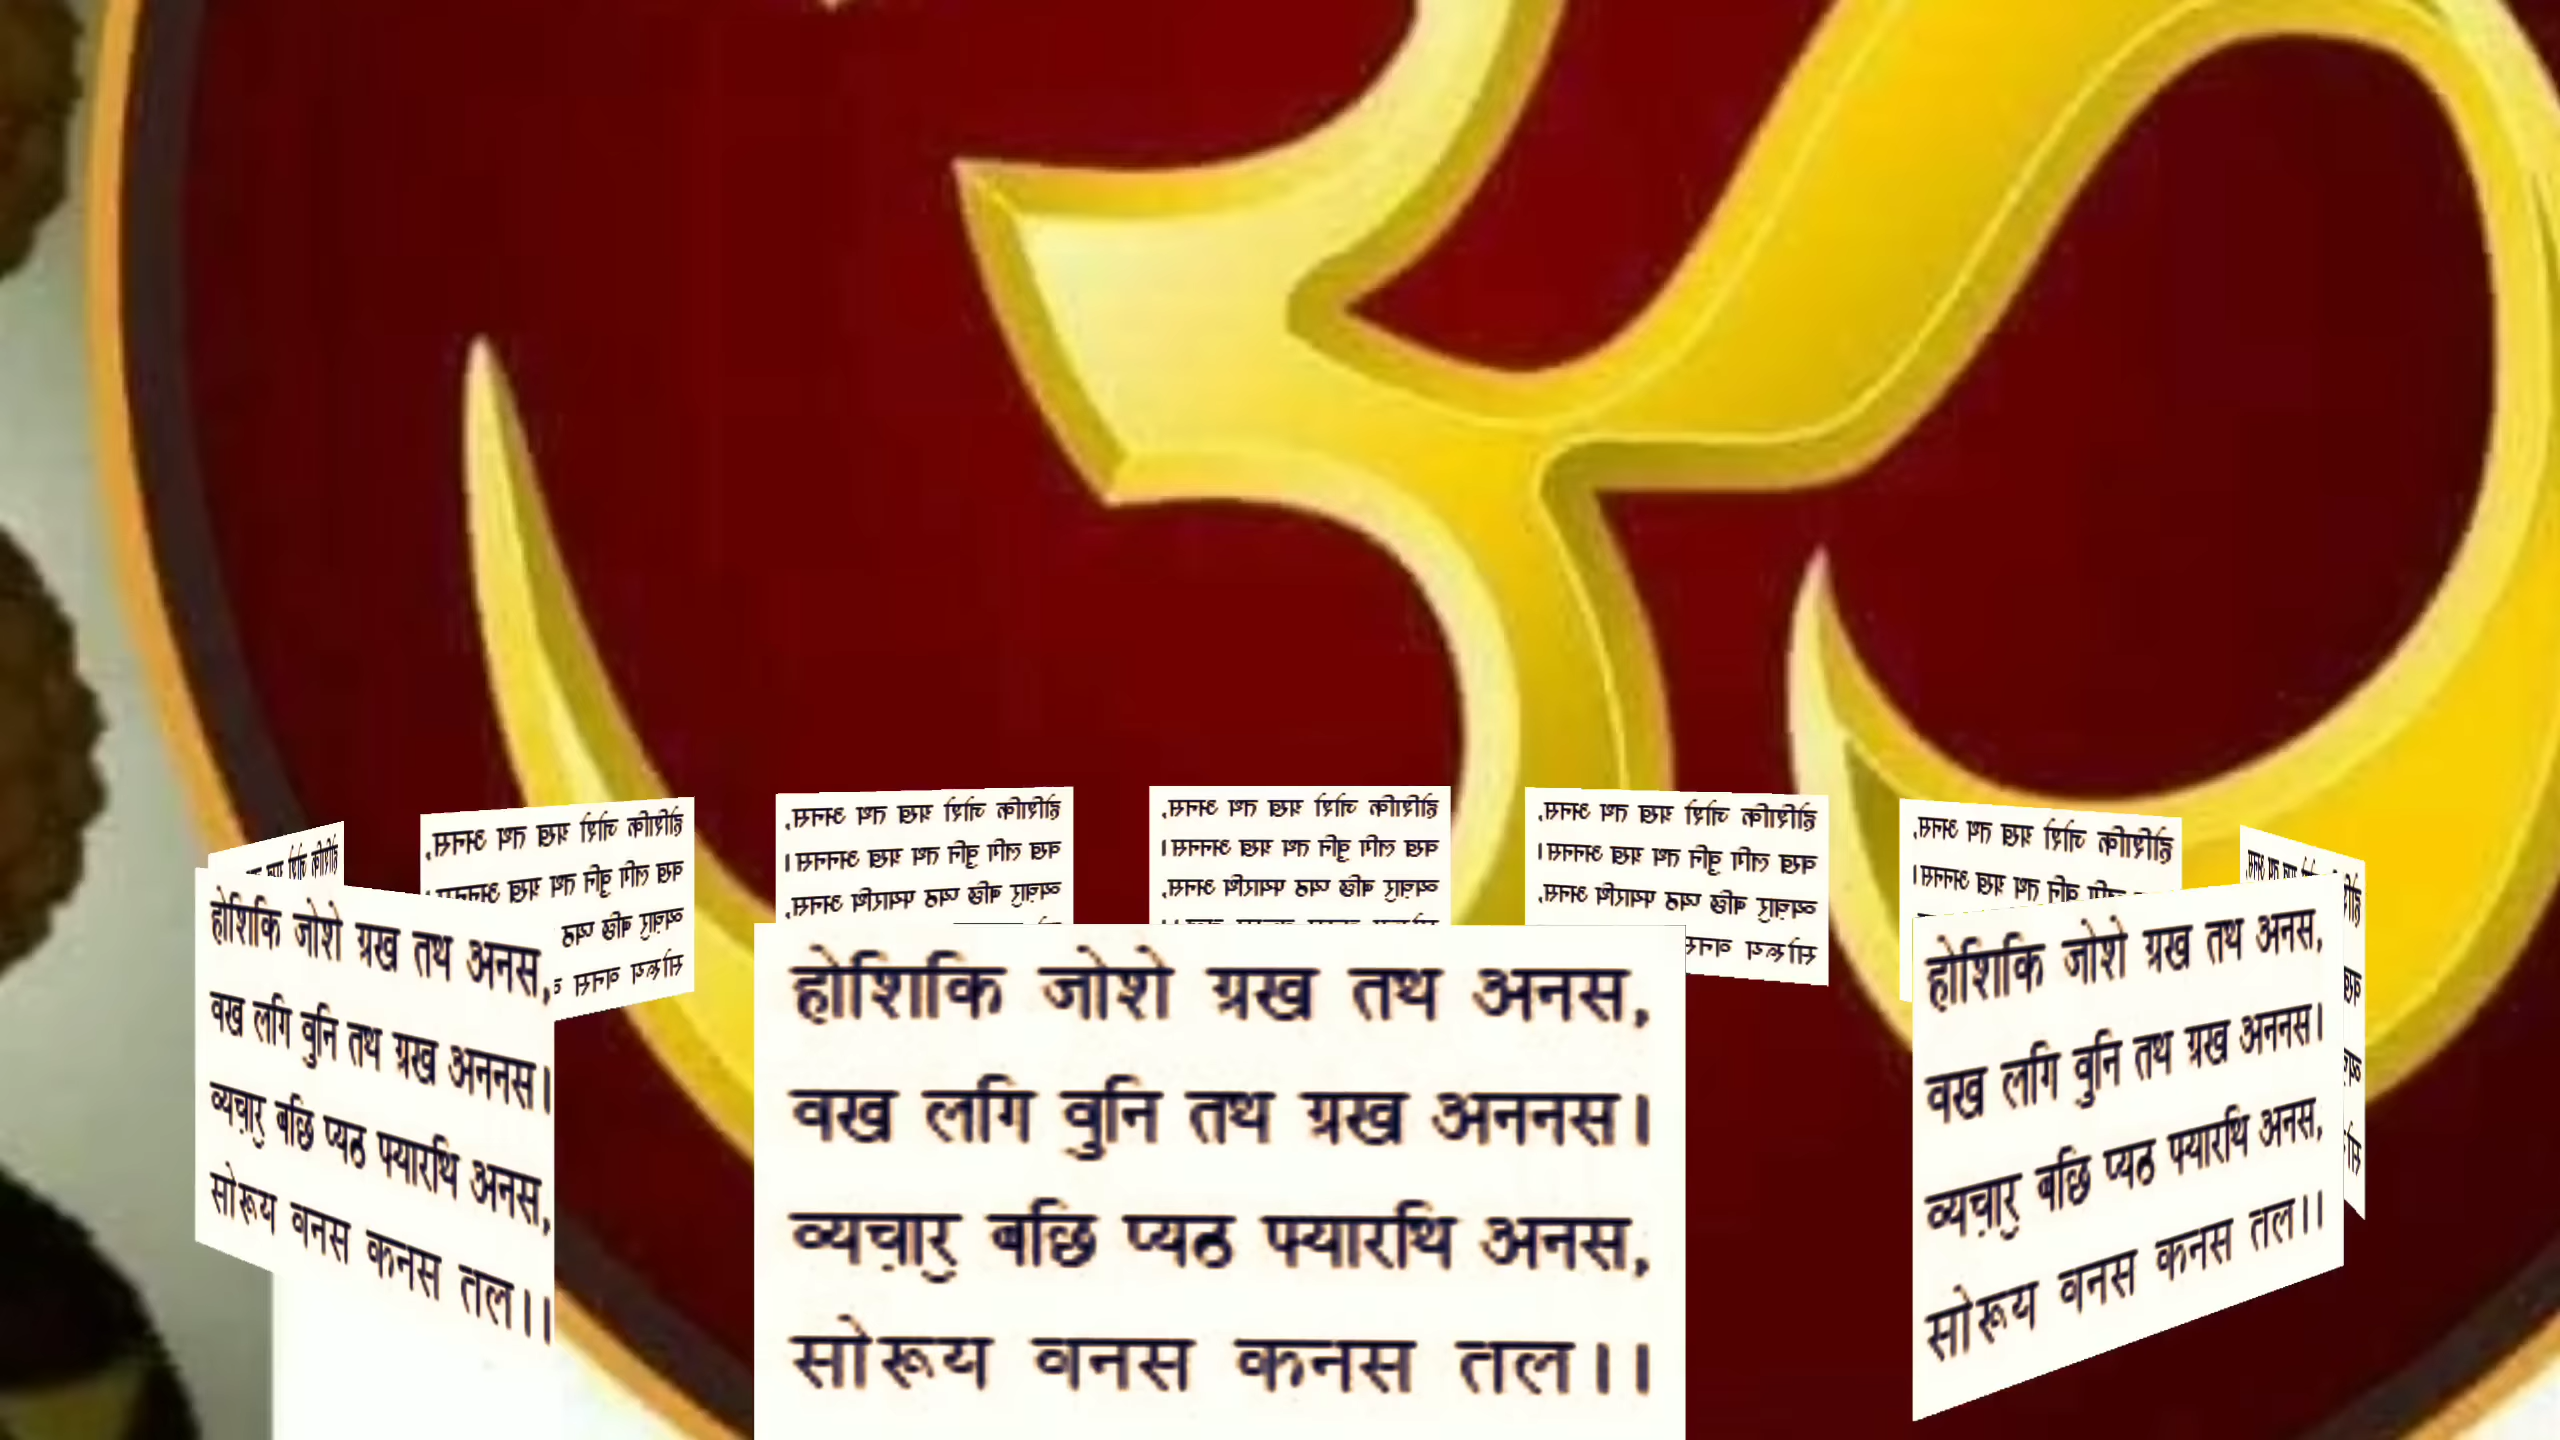 होशिकि जोशे ग्रख तथ अनस,
वख लगि वुनि तथ ग्रख अननस।
व्यच़ारु बछि प्यठ फ्यारथि अनस,
सोरूय वनस कनस तल।।